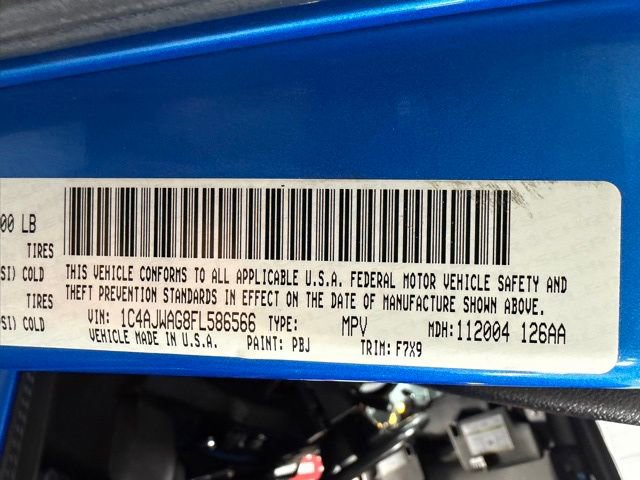 00 LB
TIRES
SI) COLD
TIRES
SI) COLD
THIS VEHICLE CONFORMS TO ALL APPLICABLE U.S.A. FEDERAL MOTOR VEHICLE SAFETY AND
THEFT PREVENTION STANDARDS IN EFFECT ON THE DATE OF MANUFACTURE SHOWN ABOVE.
VIN: 1C4AJWAG8FL586566 TYPE: MPV MDH: 112004 126AA
VEHICLE MADE IN U.S.A. PAINT: PBJ TRIM: F7X9